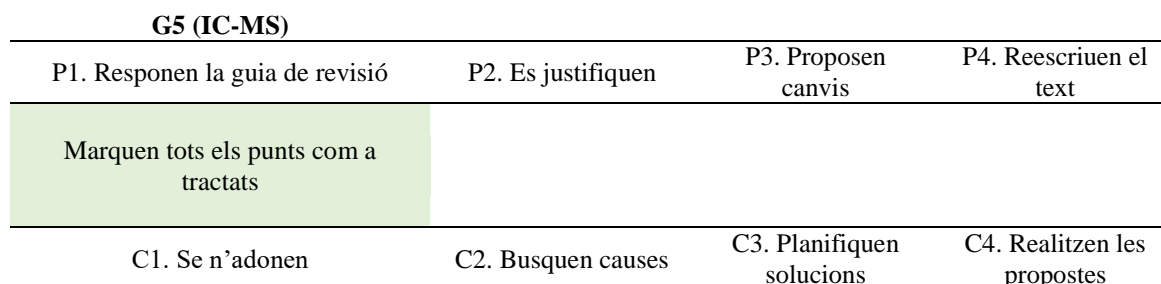 G5 (IC-MS)
P1. Responen la guia de revisió P2. Es justifiquen P3. Proposen canvis P4. Reescriuen el text
Marquen tots els punts com a
tractats
C1. Se n’adonen C2. Busquen causes C3. Planifiquen solucions C4. Realitzen les propostes